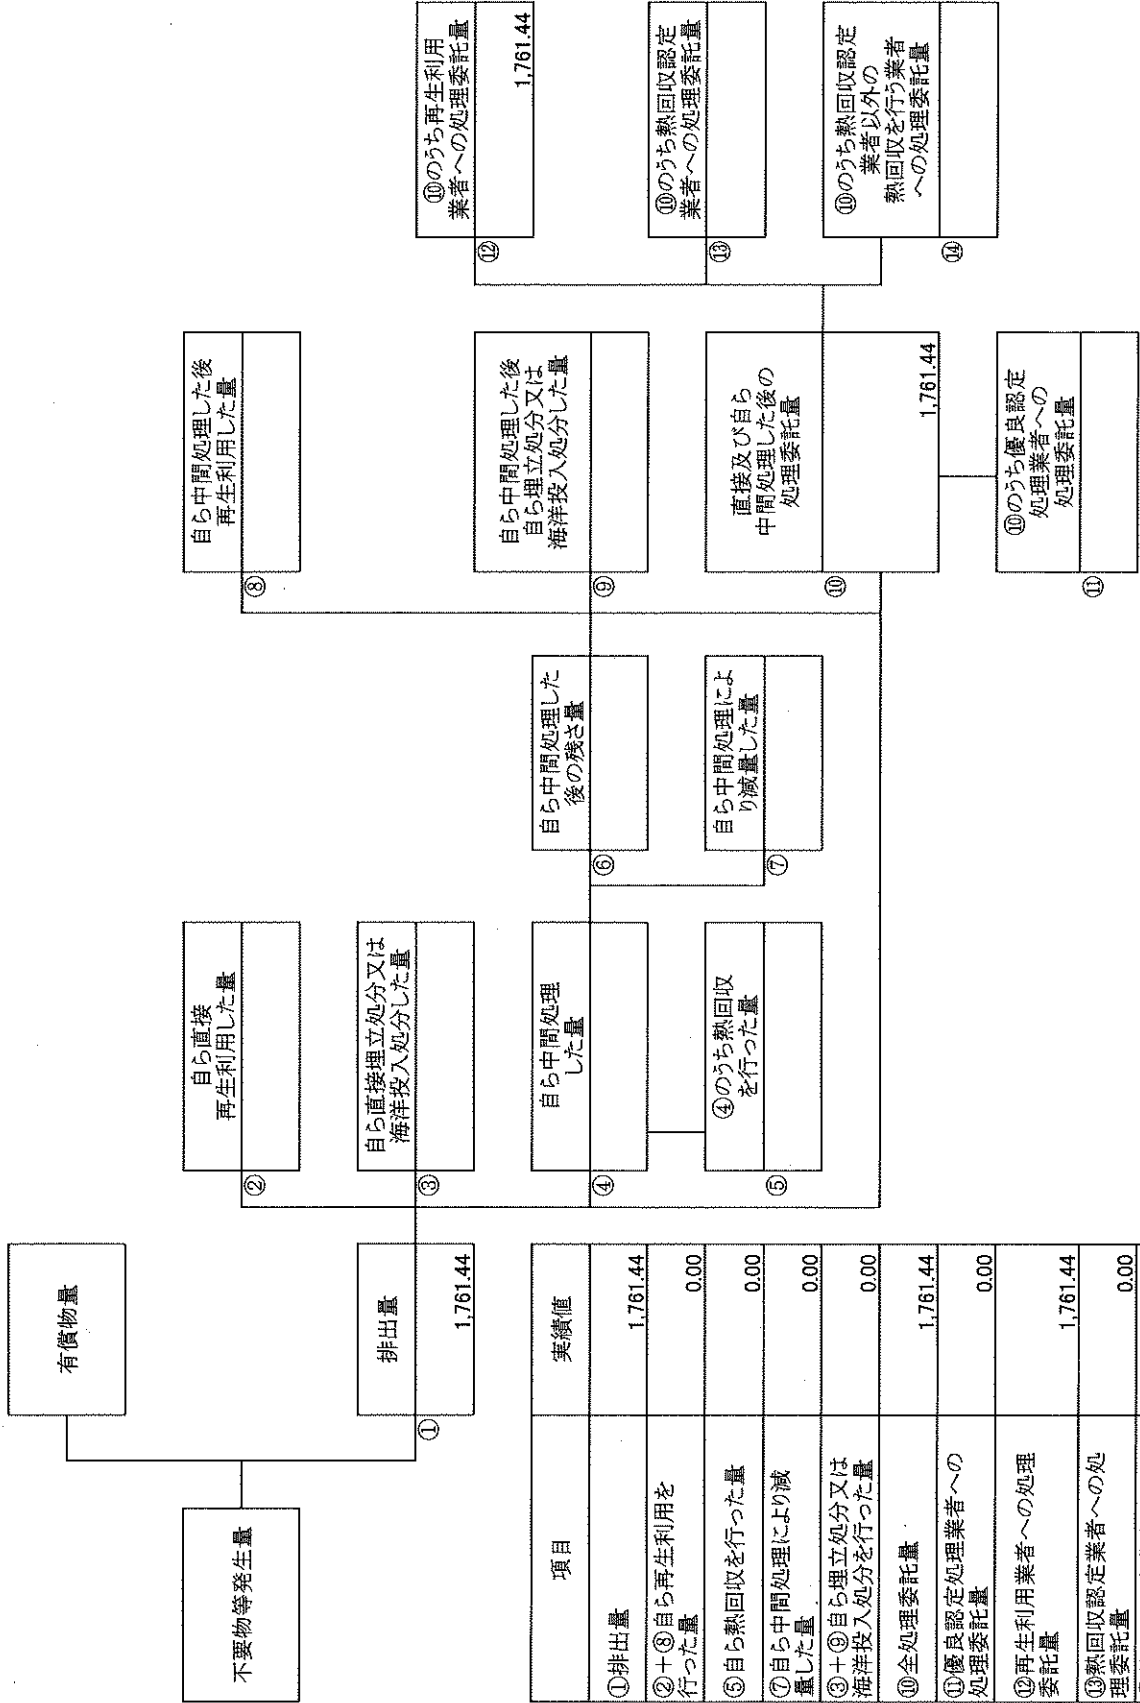 不要物等発生量
有償物量
排出量
①
1,761.44
自ら直接
再生利用した量
②
自ら直接埋立処分又は
海洋投入処分した量
③
自ら中間処理
した量
④
④のうち熱回収
を行った量
⑤
自ら中間処理した
後の残さ量
⑥
自ら中間処理によ
り減量した量
⑦
自ら中間処理した後
再生利用した量
⑧
自ら中間処理した後
自ら埋立処分又は
海洋投入処分した量
⑨
直接及び自ら
中間処理した後の
処理委託量
⑩
1,761.44
⑩のうち優良認定
処理業者への
処理委託量
⑪
⑩のうち再生利用
業者への処理委託量
⑫
1,761.44
⑩のうち熱回収認定
業者への処理委託量
⑬
⑩のうち熱回収認定
業者以外の
熱回収を行う業者
への処理委託量
⑭
項目 実績値
①排出量 1,761.44
②+⑧自ら再生利用を
行った量 0.00
⑤自ら熱回収を行った量 0.00
⑦自ら中間処理により減
量した量 0.00
③+⑨自ら埋立処分又は
海洋投入処分を行った量 0.00
⑩全処理委託量 1,761.44
⑪優良認定処理業者への
処理委託量 0.00
⑫再生利用業者への処理
委託量 1,761.44
⑬熱回収認定業者への処
理委託量 0.00